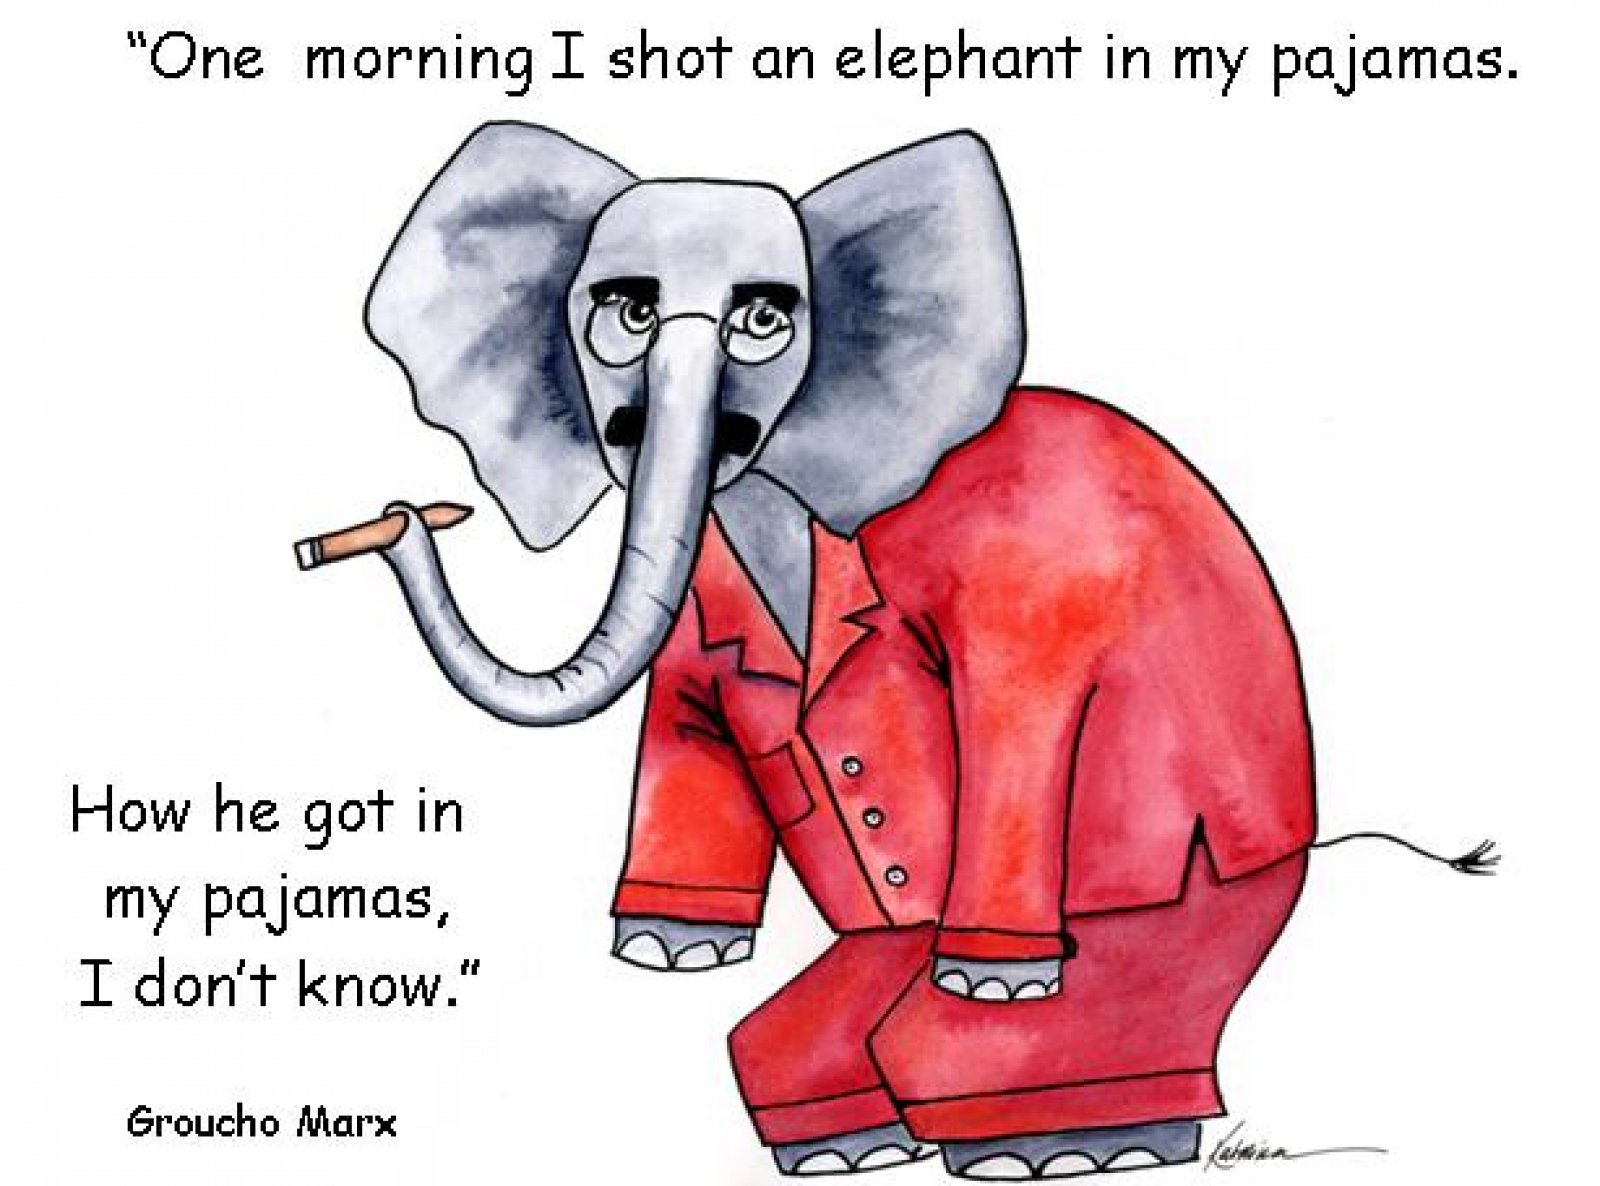 “One morning I shot an elephant in my pajamas.
How he got in
my pajamas,
I don’t know.”
Groucho Marx